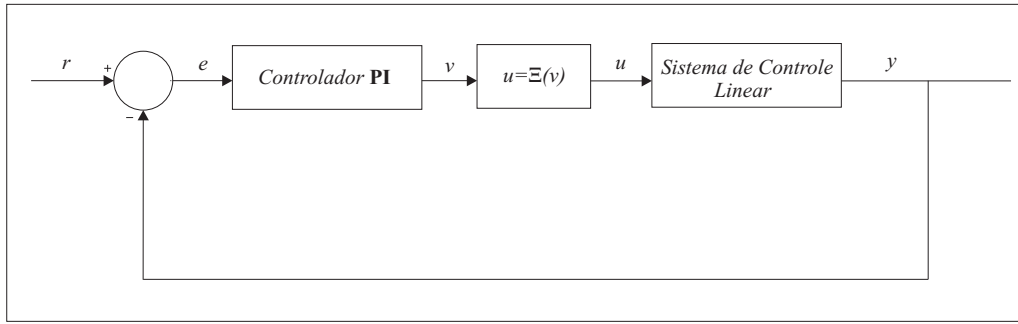 r
+
−
e
Controlador PI
v
u=Ξ(v)
u
Sistema de Controle
Linear
y